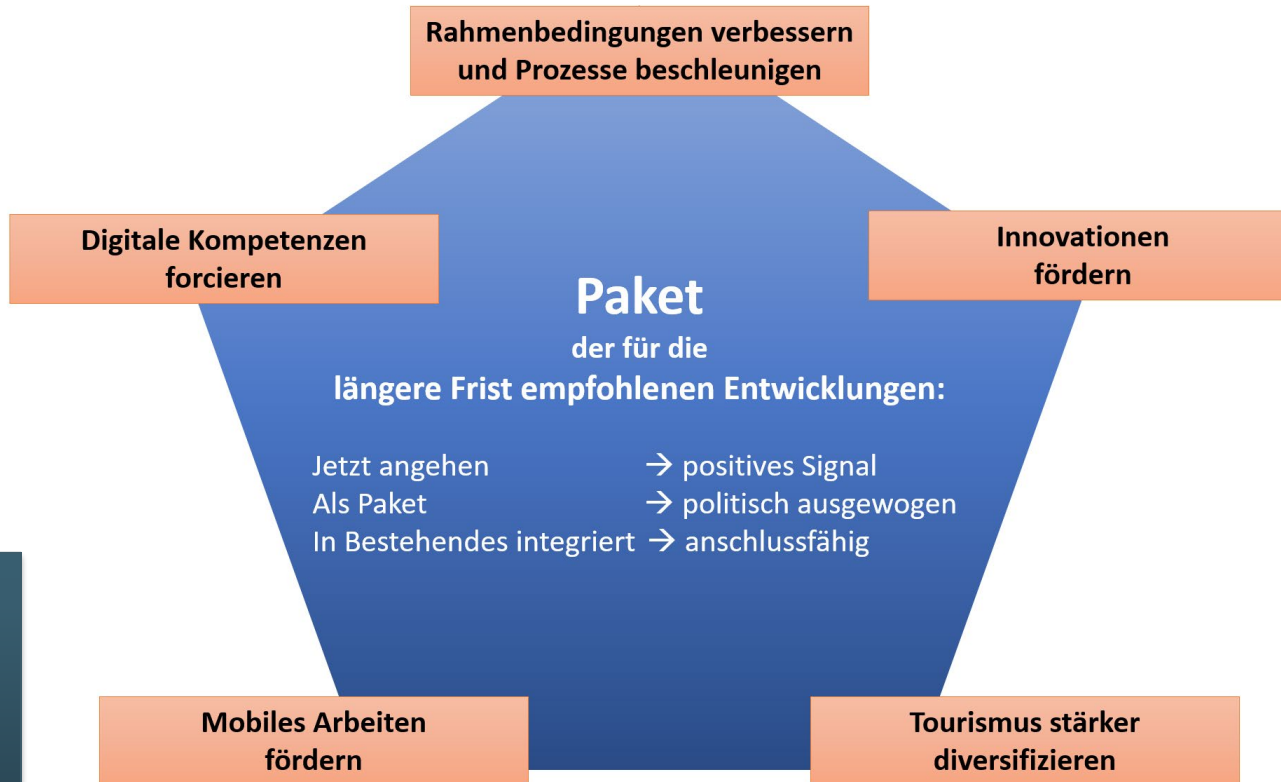 Rahmenbedingungen verbessern
und Prozesse beschleunigen
Digitale Kompetenzen
forcieren
Innovationen
fördern
Paket
der für die
längere Frist empfohlenen Entwicklungen:
Jetzt angehen → positives Signal
Als Paket → politisch ausgewogen
In Bestehendes integriert → anschlussfähig
Mobiles Arbeiten
fördern
Tourismus stärker
diversifizieren